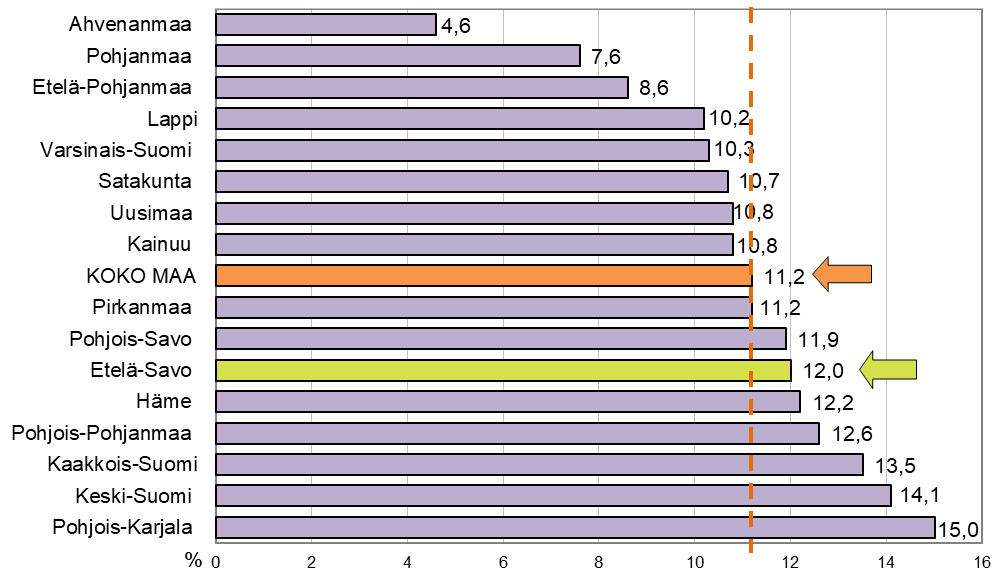 Ahvenanmaa 4,6
Pohjanmaa 7,6
Etelä-Pohjanmaa 8,6
Lappi 10,2
Varsinais-Suomi 10,3
Satakunta 10,7
Uusimaa 10,8
Kainuu 10,8
KOKO MAA 11,2
Pirkanmaa 11,2
Pohjois-Savo 11,9
Etelä-Savo 12,0
Häme 12,2
Pohjois-Pohjanmaa 12,6
Kaakkois-Suomi 13,5
Keski-Suomi 14,1
Pohjois-Karjala 15,0
% 0 2 4 6 8 10 12 14 16